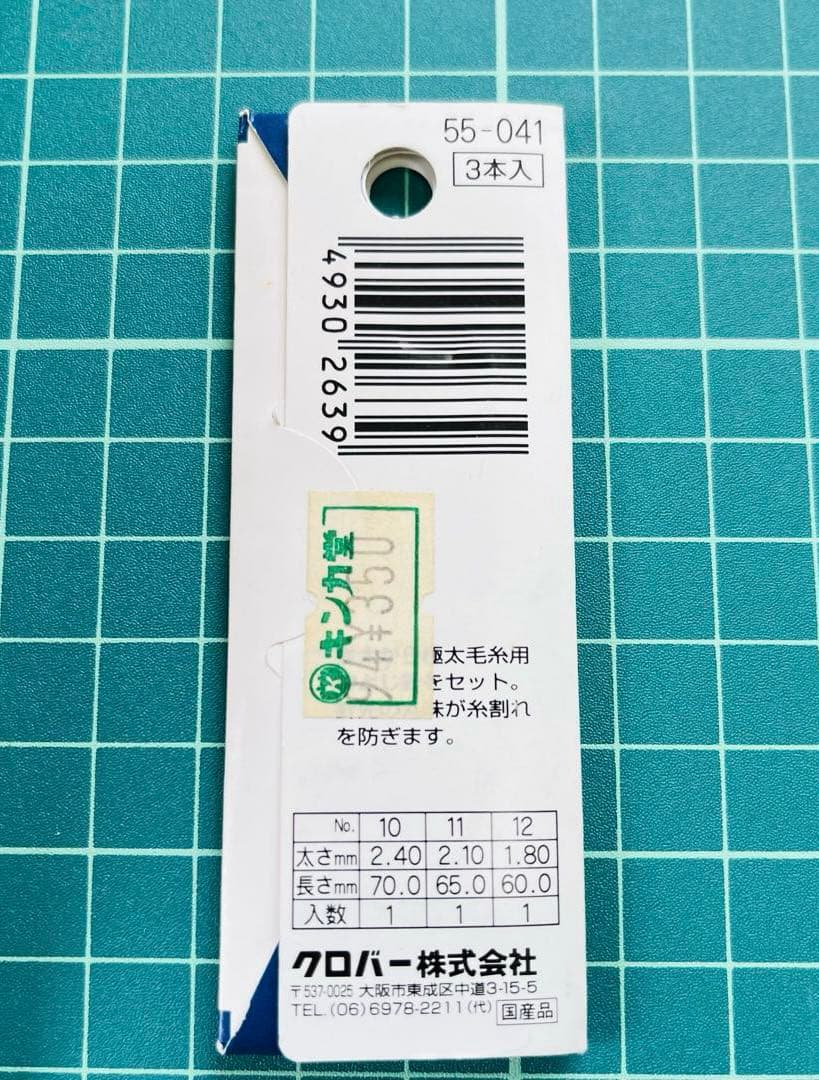 55-041
3本入
4930 2639
キンカ堂
94¥350
極太毛糸用
をセット。
味が糸割れ
を防ぎます。
No. 10 11 12
太さmm 2.40 2.10 1.80
長さmm 70.0 65.0 60.0
入数 1 1 1
クロバー株式会社
〒537-0025 大阪市東成区中道3-15-5
TEL.(06)6978-2211(代) 国産品